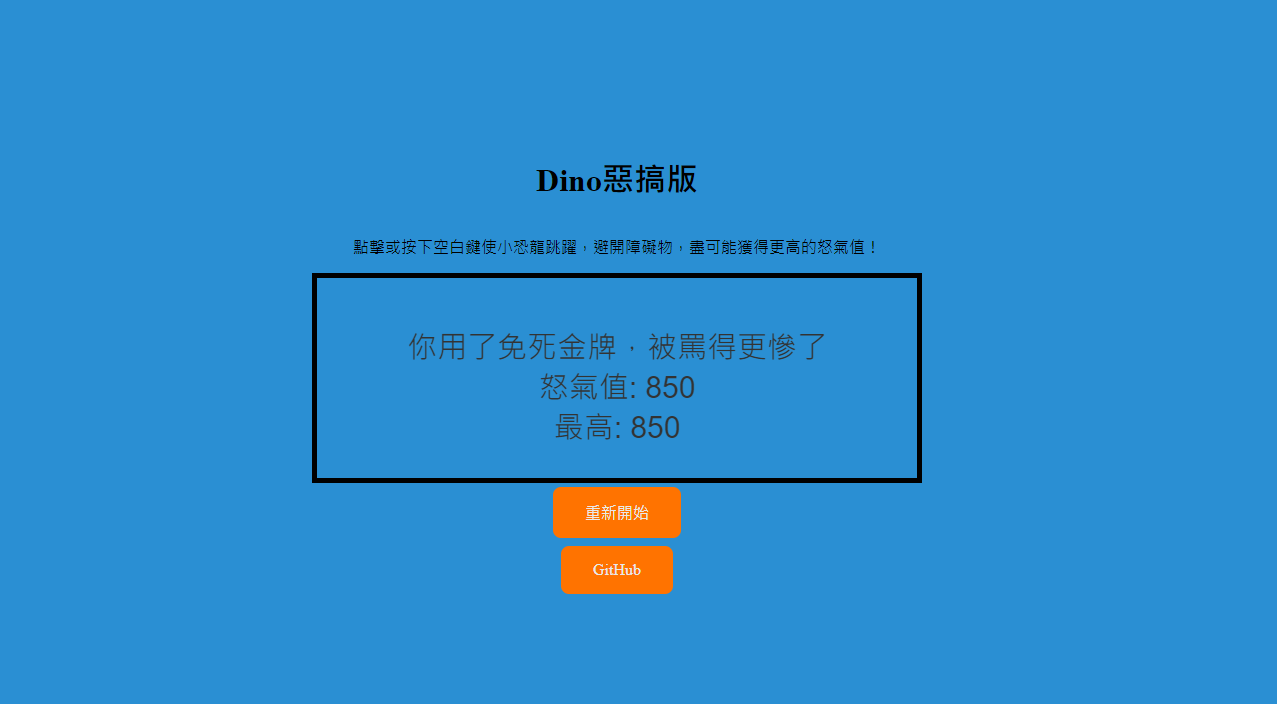 Dino惡搞版
點擊或按下空白鍵使小恐龍跳躍，避開障礙物，盡可能獲得更高的怒氣值！
你用了免死金牌，被罵得更慘了
怒氣值: 850
最高: 850
重新開始
GitHub